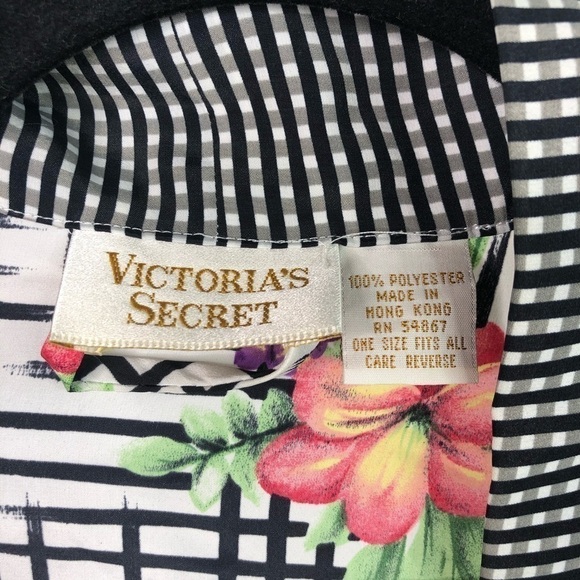 VICTORIA'S
SECRET
100% POLYESTER
MADE IN
HONG KONG
RN 54867
ONE SIZE FITS ALL
CARE REVERSE